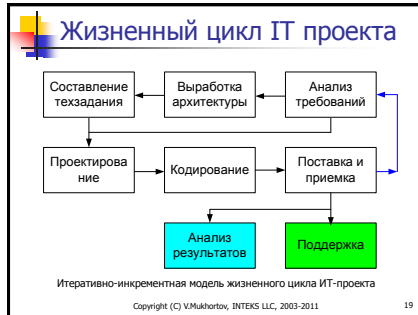 Жизненный цикл IT проекта
Составление
техзадания
Выработка
архитектуры
Анализ
требований
Проектирова
ние
Кодирование
Поставка и
приемка
Анализ
результатов
Поддержка
Итеративно-инкрементная модель жизненного цикла ИТ-проекта
Copyright (C) V.Mukhortov, INTEKS LLC, 2003-2011
19